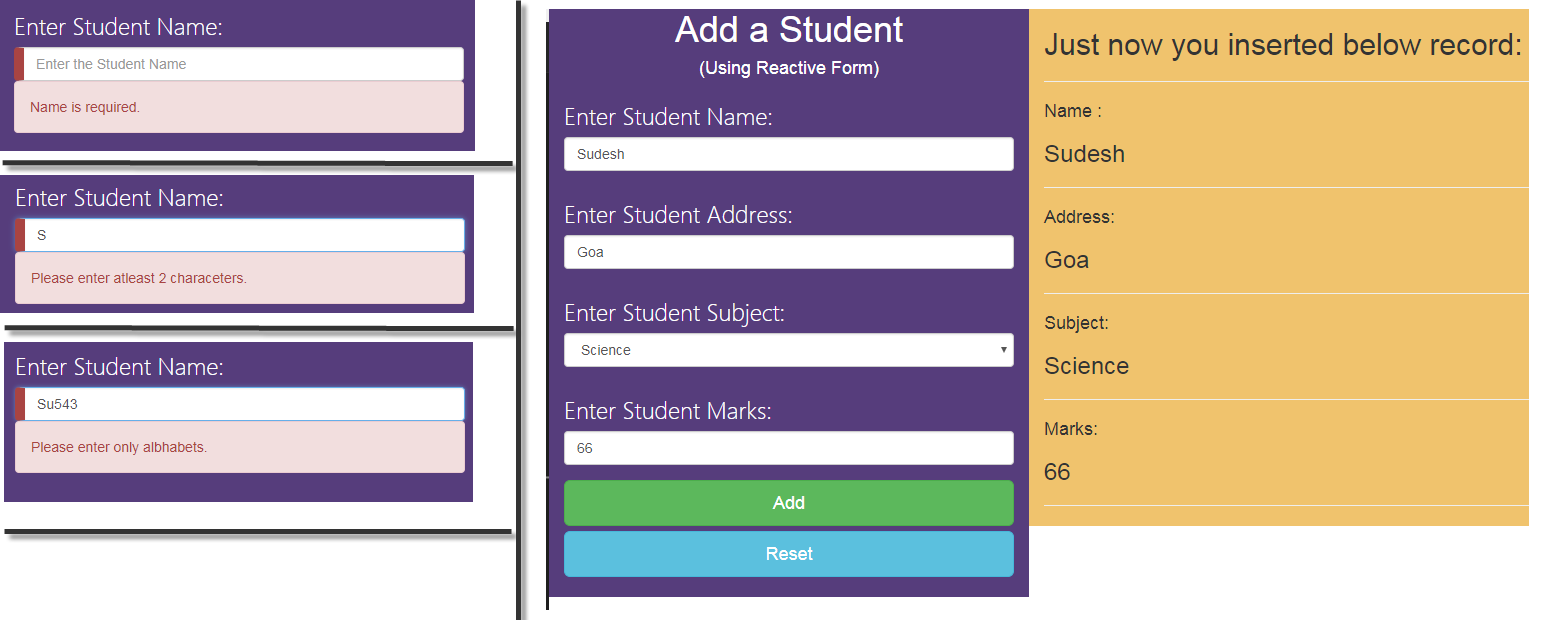 Enter Student Name:
Enter the Student Name
Name is required.
Enter Student Name:
S
Please enter atleast 2 characeters.
Enter Student Name:
Su543
Please enter only albhabets.
Add a Student
(Using Reactive Form)
Enter Student Name:
Sudesh
Enter Student Address:
Goa
Enter Student Subject:
Science
Enter Student Marks:
66
Add
Reset
Just now you inserted below record:
Name :
Sudesh
Address:
Goa
Subject:
Science
Marks:
66